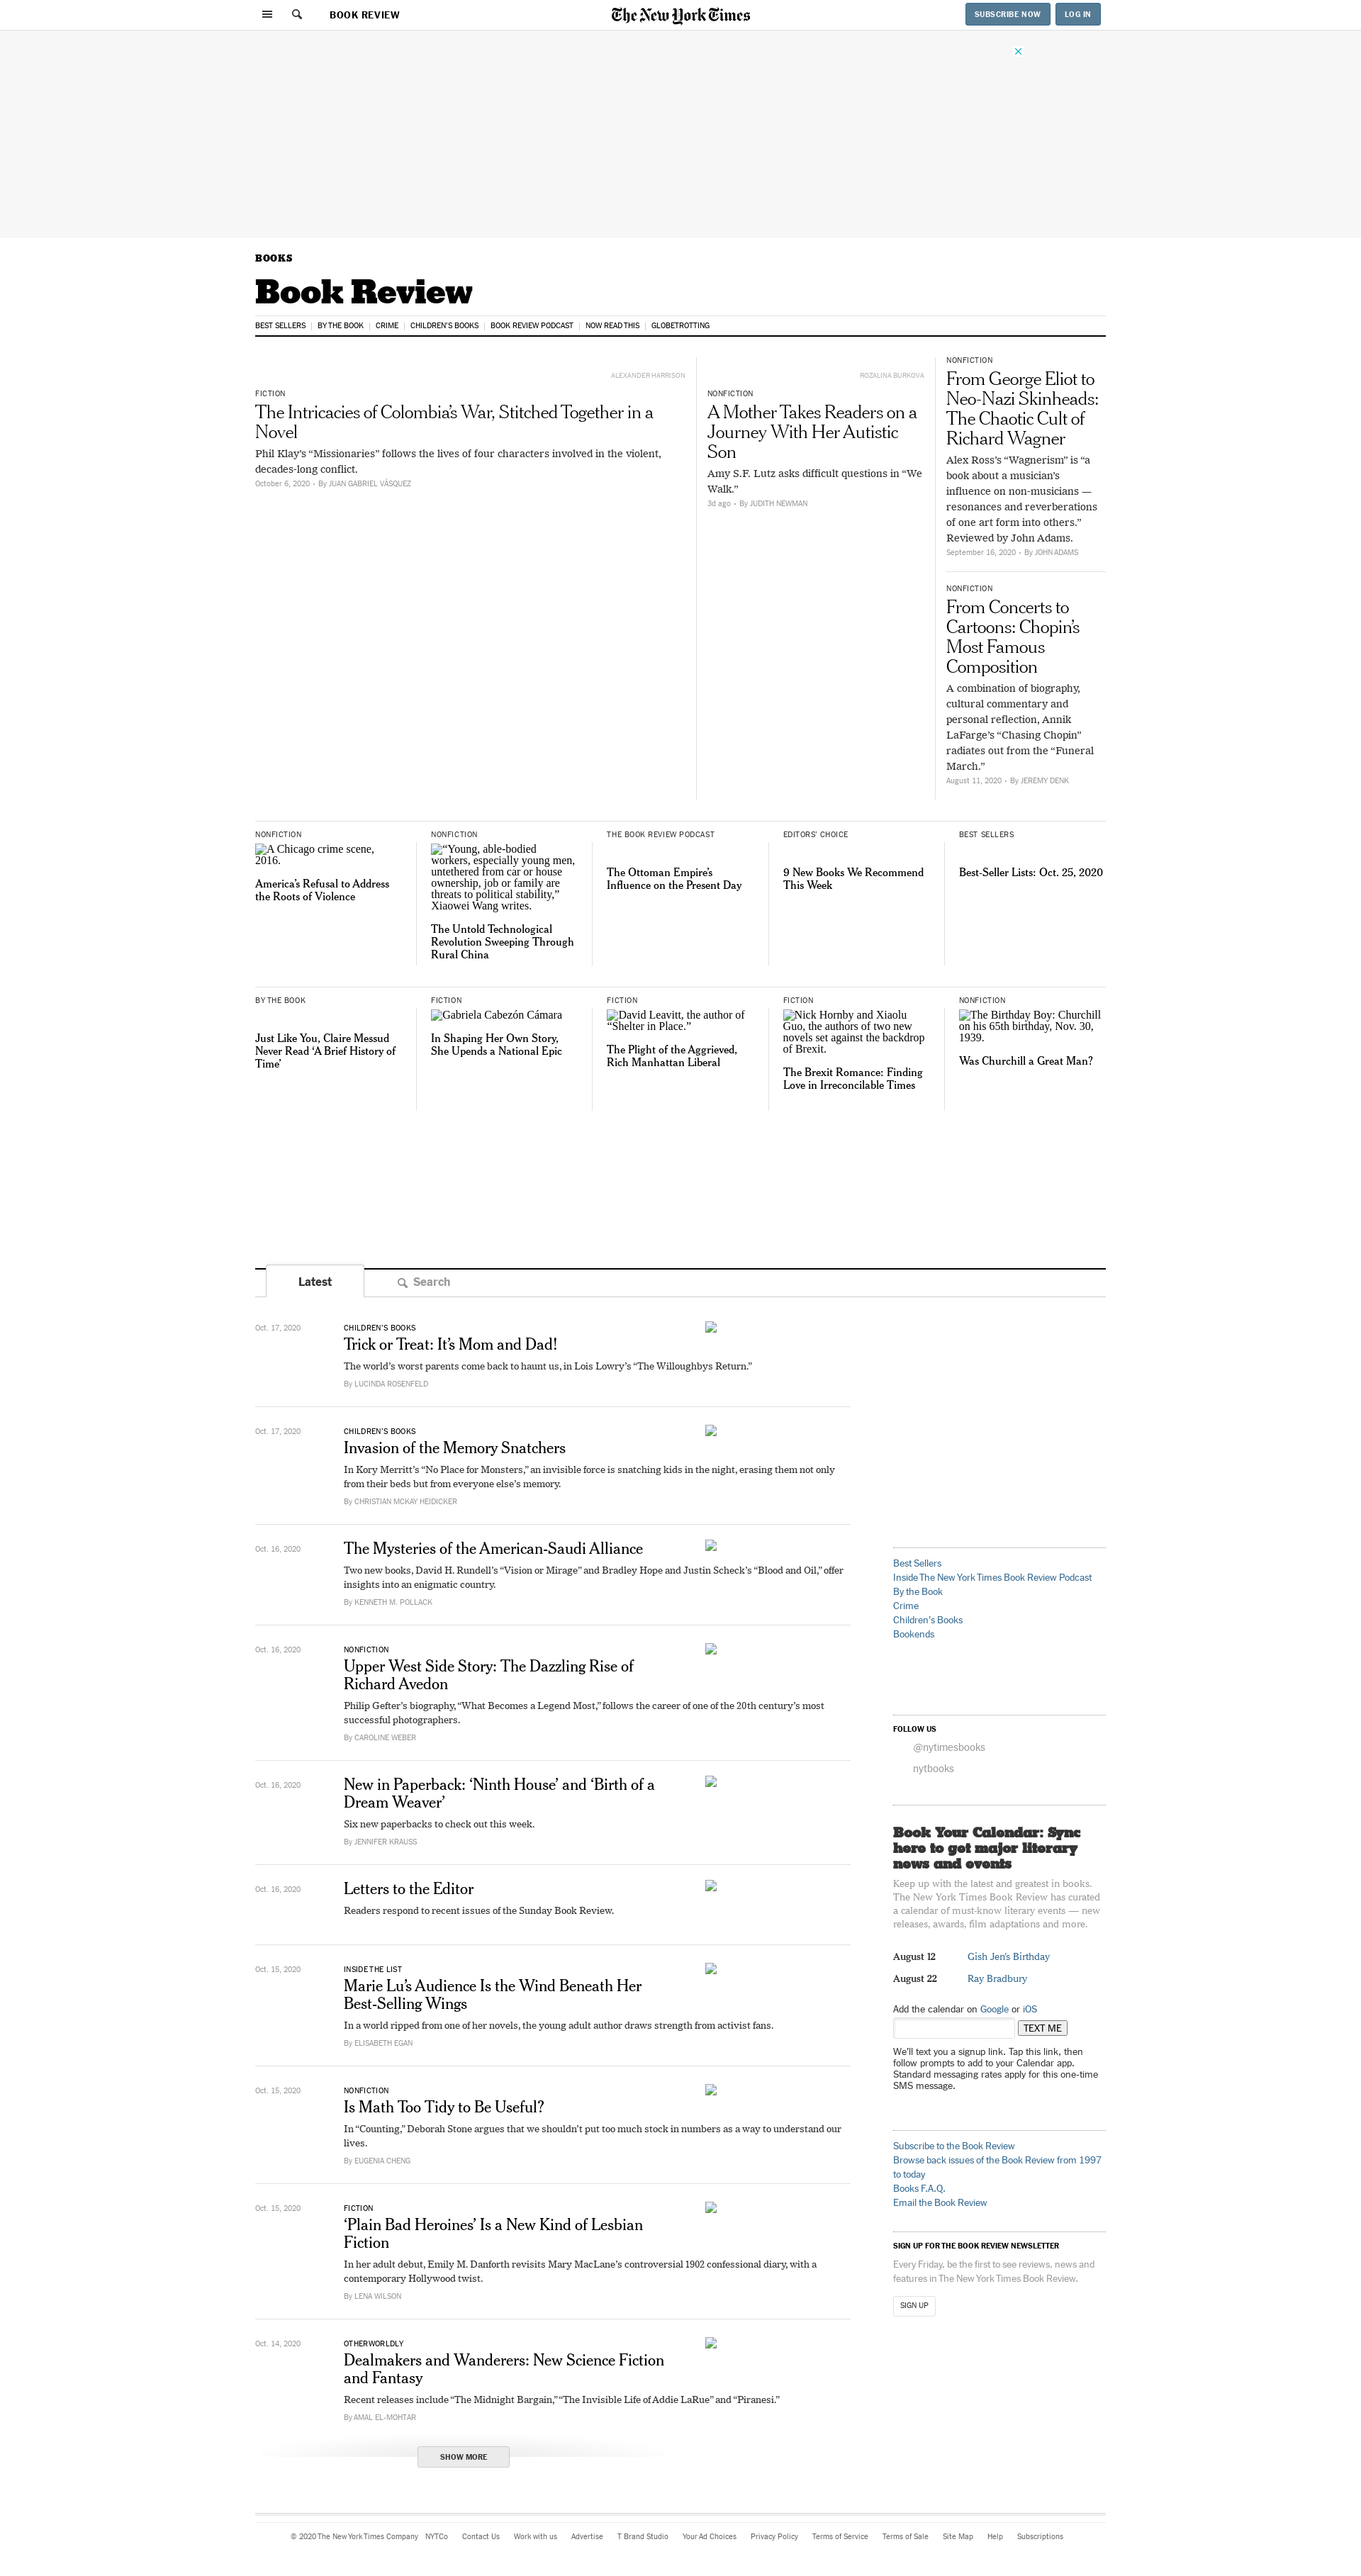 BOOK REVIEW
The New York Times
SUBSCRIBE NOW
LOG IN
BOOKS
Book Review
BEST SELLERS
BY THE BOOK
CRIME
CHILDREN'S BOOKS
BOOK REVIEW PODCAST
NOW READ THIS
GLOBETROTTING
ALEXANDER HARRISON
FICTION
The Intricacies of Colombia’s War, Stitched Together in a
Novel
Phil Klay’s “Missionaries” follows the lives of four characters involved in the violent,
decades-long conflict.
October 6, 2020 • By JUAN GABRIEL VÁSQUEZ
ROZALINA BURKOVA
NONFICTION
A Mother Takes Readers on a
Journey With Her Autistic
Son
Amy S.F. Lutz asks difficult questions in “We
Walk.”
3d ago • By JUDITH NEWMAN
NONFICTION
From George Eliot to
Neo-Nazi Skinheads:
The Chaotic Cult of
Richard Wagner
Alex Ross’s “Wagnerism” is “a
book about a musician’s
influence on non-musicians —
resonances and reverberations
of one art form into others.”
Reviewed by John Adams.
September 16, 2020 • By JOHN ADAMS
NONFICTION
From Concerts to
Cartoons: Chopin’s
Most Famous
Composition
A combination of biography,
cultural commentary and
personal reflection, Annik
LaFarge’s “Chasing Chopin”
radiates out from the “Funeral
March.”
August 11, 2020 • By JEREMY DENK
NONFICTION
A Chicago crime scene,
2016.
America’s Refusal to Address
the Roots of Violence
NONFICTION
“Young, able-bodied
workers, especially young men,
untethered from car or house
ownership, job or family are
threats to political stability,”
Xiaowei Wang writes.
The Untold Technological
Revolution Sweeping Through
Rural China
THE BOOK REVIEW PODCAST
The Ottoman Empire’s
Influence on the Present Day
EDITORS’ CHOICE
9 New Books We Recommend
This Week
BEST SELLERS
Best-Seller Lists: Oct. 25, 2020
BY THE BOOK
Just Like You, Claire Messud
Never Read ‘A Brief History of
Time’
FICTION
Gabriela Cabezón Cámara
In Shaping Her Own Story,
She Upends a National Epic
FICTION
David Leavitt, the author of
“Shelter in Place.”
The Plight of the Aggrieved,
Rich Manhattan Liberal
FICTION
Nick Hornby and Xiaolu
Guo, the authors of two new
novels set against the backdrop
of Brexit.
The Brexit Romance: Finding
Love in Irreconcilable Times
NONFICTION
The Birthday Boy: Churchill
on his 65th birthday, Nov. 30,
1939.
Was Churchill a Great Man?
Latest
Search
Oct. 17, 2020
CHILDREN'S BOOKS
Trick or Treat: It’s Mom and Dad!
The world’s worst parents come back to haunt us, in Lois Lowry’s “The Willoughbys Return.”
By LUCINDA ROSENFELD
Oct. 17, 2020
CHILDREN'S BOOKS
Invasion of the Memory Snatchers
In Kory Merritt’s “No Place for Monsters,” an invisible force is snatching kids in the night, erasing them not only
from their beds but from everyone else’s memory.
By CHRISTIAN MCKAY HEIDICKER
Oct. 16, 2020
The Mysteries of the American-Saudi Alliance
Two new books, David H. Rundell’s “Vision or Mirage” and Bradley Hope and Justin Scheck’s “Blood and Oil,” offer
insights into an enigmatic country.
By KENNETH M. POLLACK
Oct. 16, 2020
NONFICTION
Upper West Side Story: The Dazzling Rise of
Richard Avedon
Philip Gefter’s biography, “What Becomes a Legend Most,” follows the career of one of the 20th century’s most
successful photographers.
By CAROLINE WEBER
Oct. 16, 2020
New in Paperback: ‘Ninth House’ and ‘Birth of a
Dream Weaver’
Six new paperbacks to check out this week.
By JENNIFER KRAUSS
Oct. 16, 2020
Letters to the Editor
Readers respond to recent issues of the Sunday Book Review.
Oct. 15, 2020
INSIDE THE LIST
Marie Lu’s Audience Is the Wind Beneath Her
Best-Selling Wings
In a world ripped from one of her novels, the young adult author draws strength from activist fans.
By ELISABETH EGAN
Oct. 15, 2020
NONFICTION
Is Math Too Tidy to Be Useful?
In “Counting,” Deborah Stone argues that we shouldn’t put too much stock in numbers as a way to understand our
lives.
By EUGENIA CHENG
Oct. 15, 2020
FICTION
‘Plain Bad Heroines’ Is a New Kind of Lesbian
Fiction
In her adult debut, Emily M. Danforth revisits Mary MacLane’s controversial 1902 confessional diary, with a
contemporary Hollywood twist.
By LENA WILSON
Oct. 14, 2020
OTHERWORLDLY
Dealmakers and Wanderers: New Science Fiction
and Fantasy
Recent releases include “The Midnight Bargain,” “The Invisible Life of Addie LaRue” and “Piranesi.”
By AMAL EL-MOHTAR
SHOW MORE
Best Sellers
Inside The New York Times Book Review Podcast
By the Book
Crime
Children's Books
Bookends
FOLLOW US
@nytimesbooks
nytbooks
Book Your Calendar: Sync
here to get major literary
news and events
Keep up with the latest and greatest in books.
The New York Times Book Review has curated
a calendar of must-know literary events — new
releases, awards, film adaptations and more.
August 12 Gish Jen's Birthday
August 22 Ray Bradbury
Add the calendar on Google or iOS
TEXT ME
We'll text you a signup link. Tap this link, then
follow prompts to add to your Calendar app.
Standard messaging rates apply for this one-time
SMS message.
Subscribe to the Book Review
Browse back issues of the Book Review from 1997
to today
Books F.A.Q.
Email the Book Review
SIGN UP FOR THE BOOK REVIEW NEWSLETTER
Every Friday, be the first to see reviews, news and
features in The New York Times Book Review.
SIGN UP
© 2020 The New York Times Company NYTCo Contact Us Work with us Advertise T Brand Studio Your Ad Choices Privacy Policy Terms of Service Terms of Sale Site Map Help Subscriptions